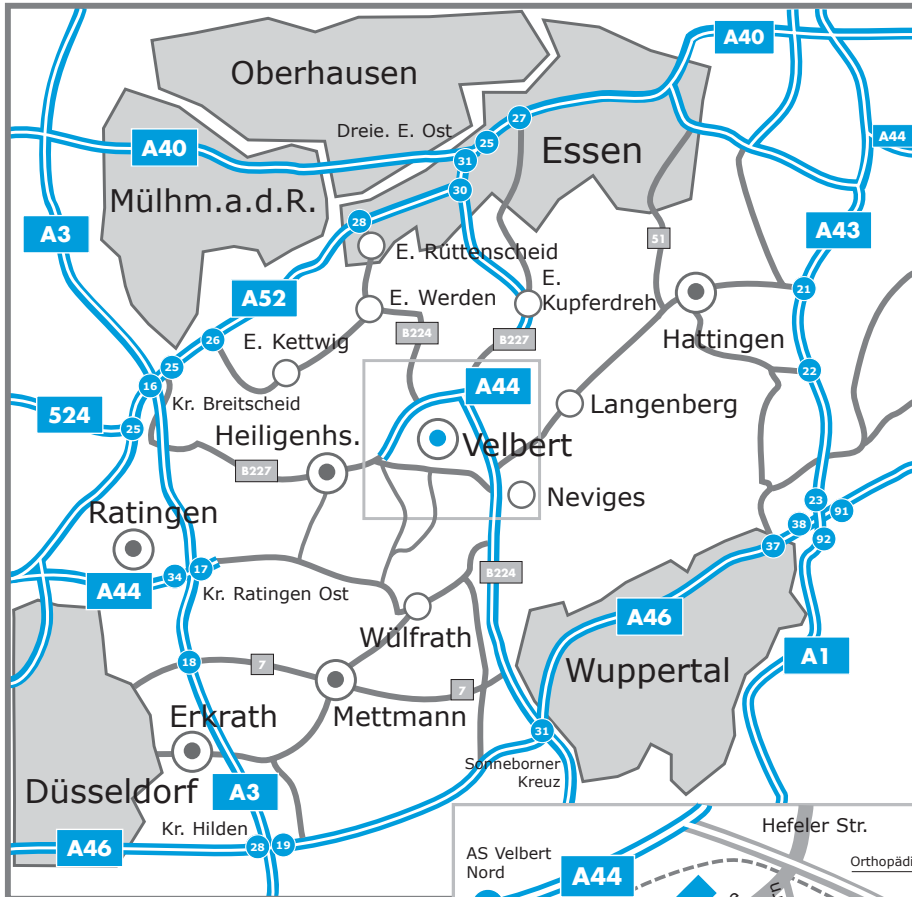 A40
Oberhausen
Dreie. E. Ost
27
25
A44
A40
31
Essen
30
Mülhm.a.d.R.
28
A3
51
A43
E. Rüttenscheid
E.
Kupferdreh
A52
E. Werden
21
B224
B227
Hattingen
26
E. Kettwig
25
22
16
A44
Kr. Breitscheid
524
Langenberg
25
Heiligenhs.
Velbert
B227
Neviges
23
91
Ratingen
38
92
37
34
17
B224
A44
Kr. Ratingen Ost
Wülfrath
A46
18
7
Wuppertal
A1
7
Mettmann
Erkrath
31
Sonneborner
Kreuz
Düsseldorf
A3
Kr. Hilden
A46
28
19
Hefeler Str.
AS Velbert
Nord
A44
Orthopädi